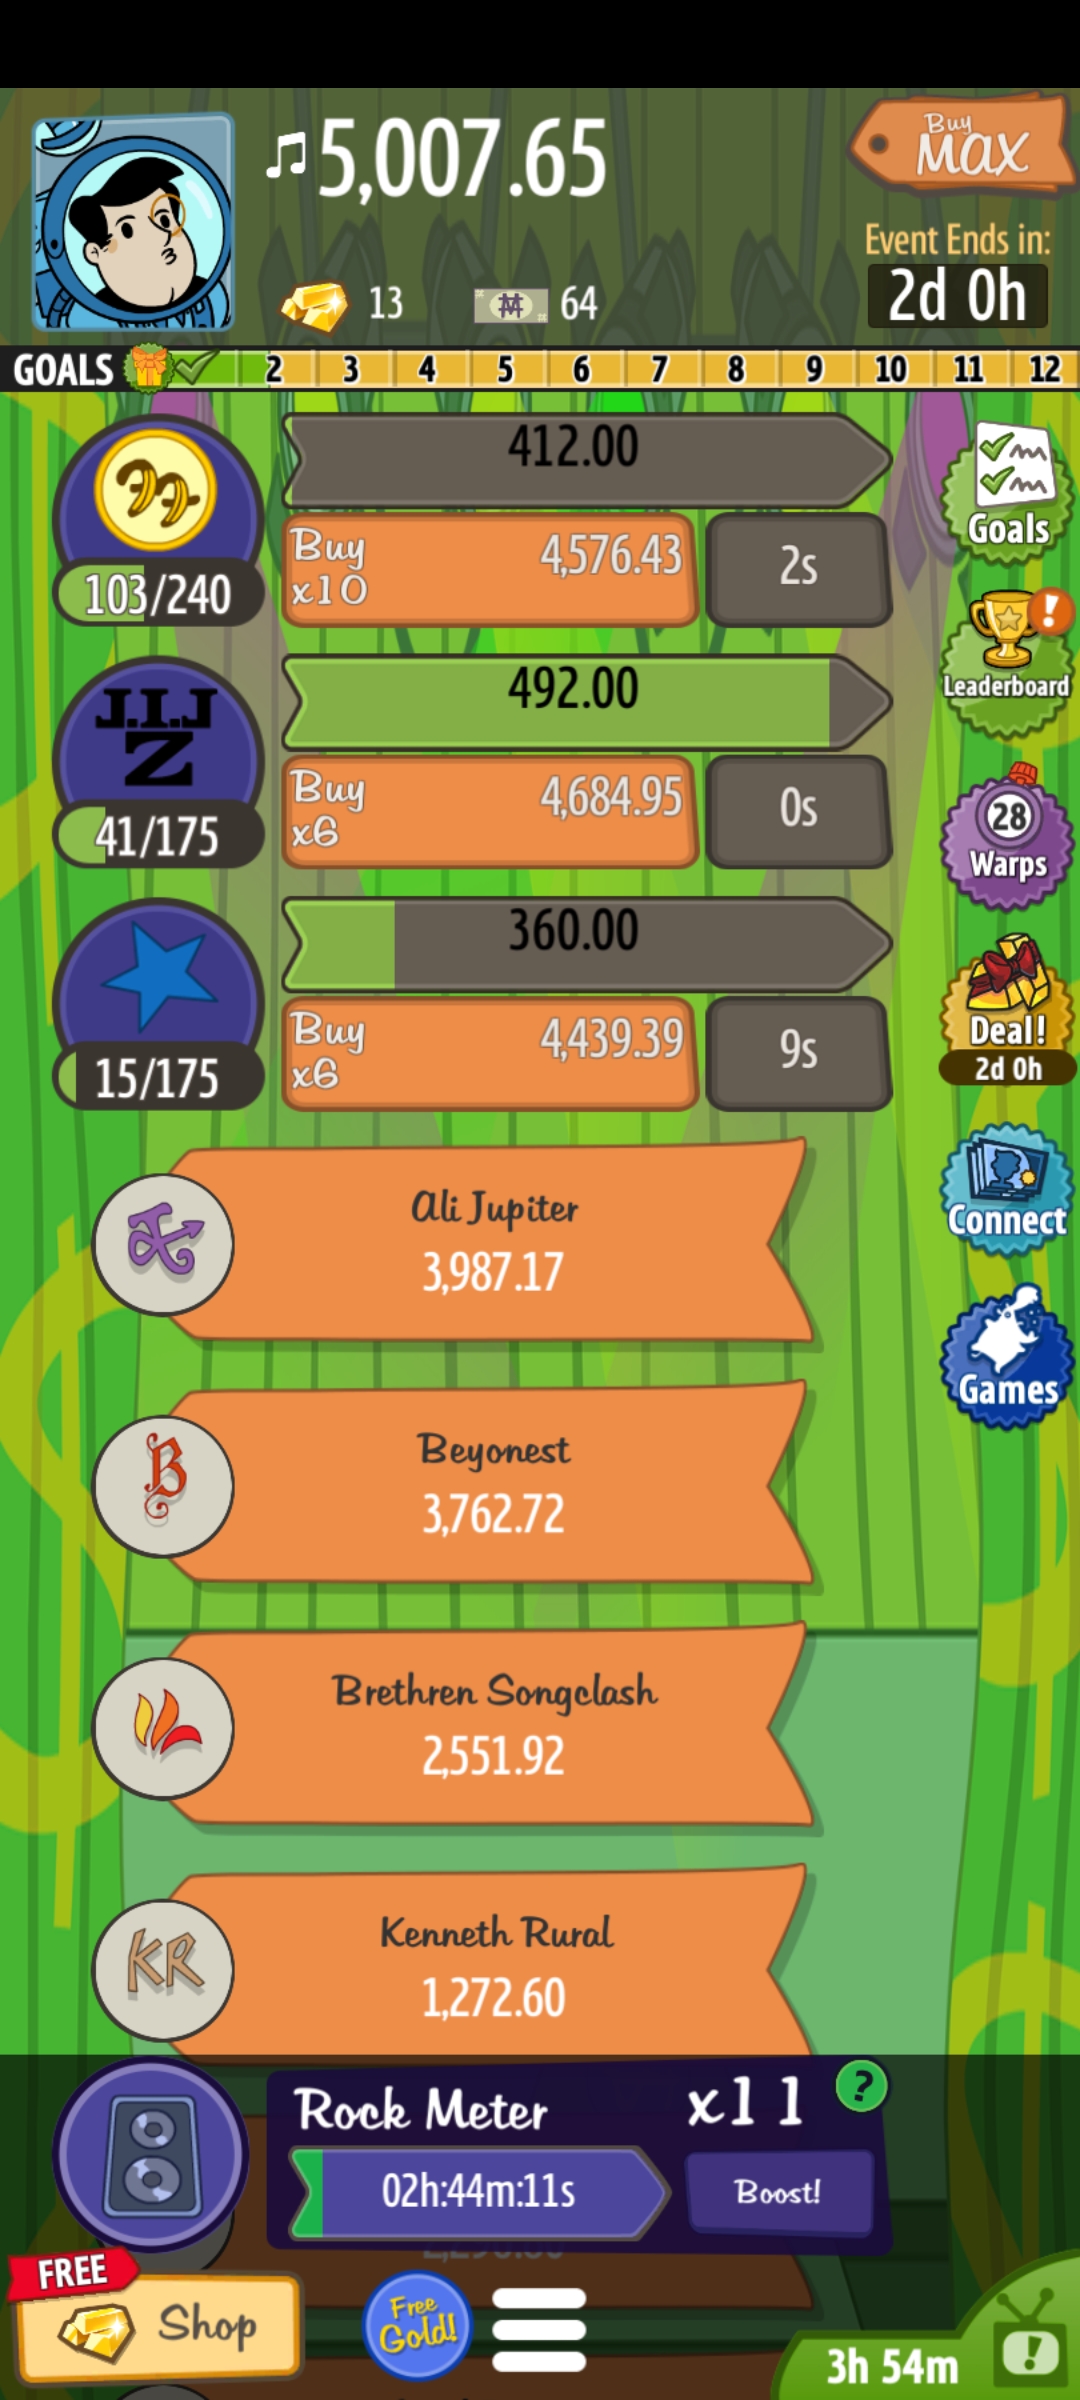 5,007.65
Buy
MAX
Event Ends in:
2d 0h
13
64
GOALS
2 3 4 5 6 7 8 9 10 11 12
412.00
Buy
x10
4,576.43
2s
103/240
Goals
J.I.J
Z
492.00
Buy
x6
4,684.95
0s
41/175
Leaderboard
!
28
Warps
360.00
Buy
x6
4,439.39
9s
15/175
Deal!
2d 0h
Ali Jupiter
3,987.17
Connect
B
Beyonest
3,762.72
Games
Brethren Songclash
2,551.92
KR
Kenneth Rural
1,272.60
Rock Meter
x11
?
02h:44m:11s
Boost!
FREE
Shop
Free
Gold!
3h 54m
!